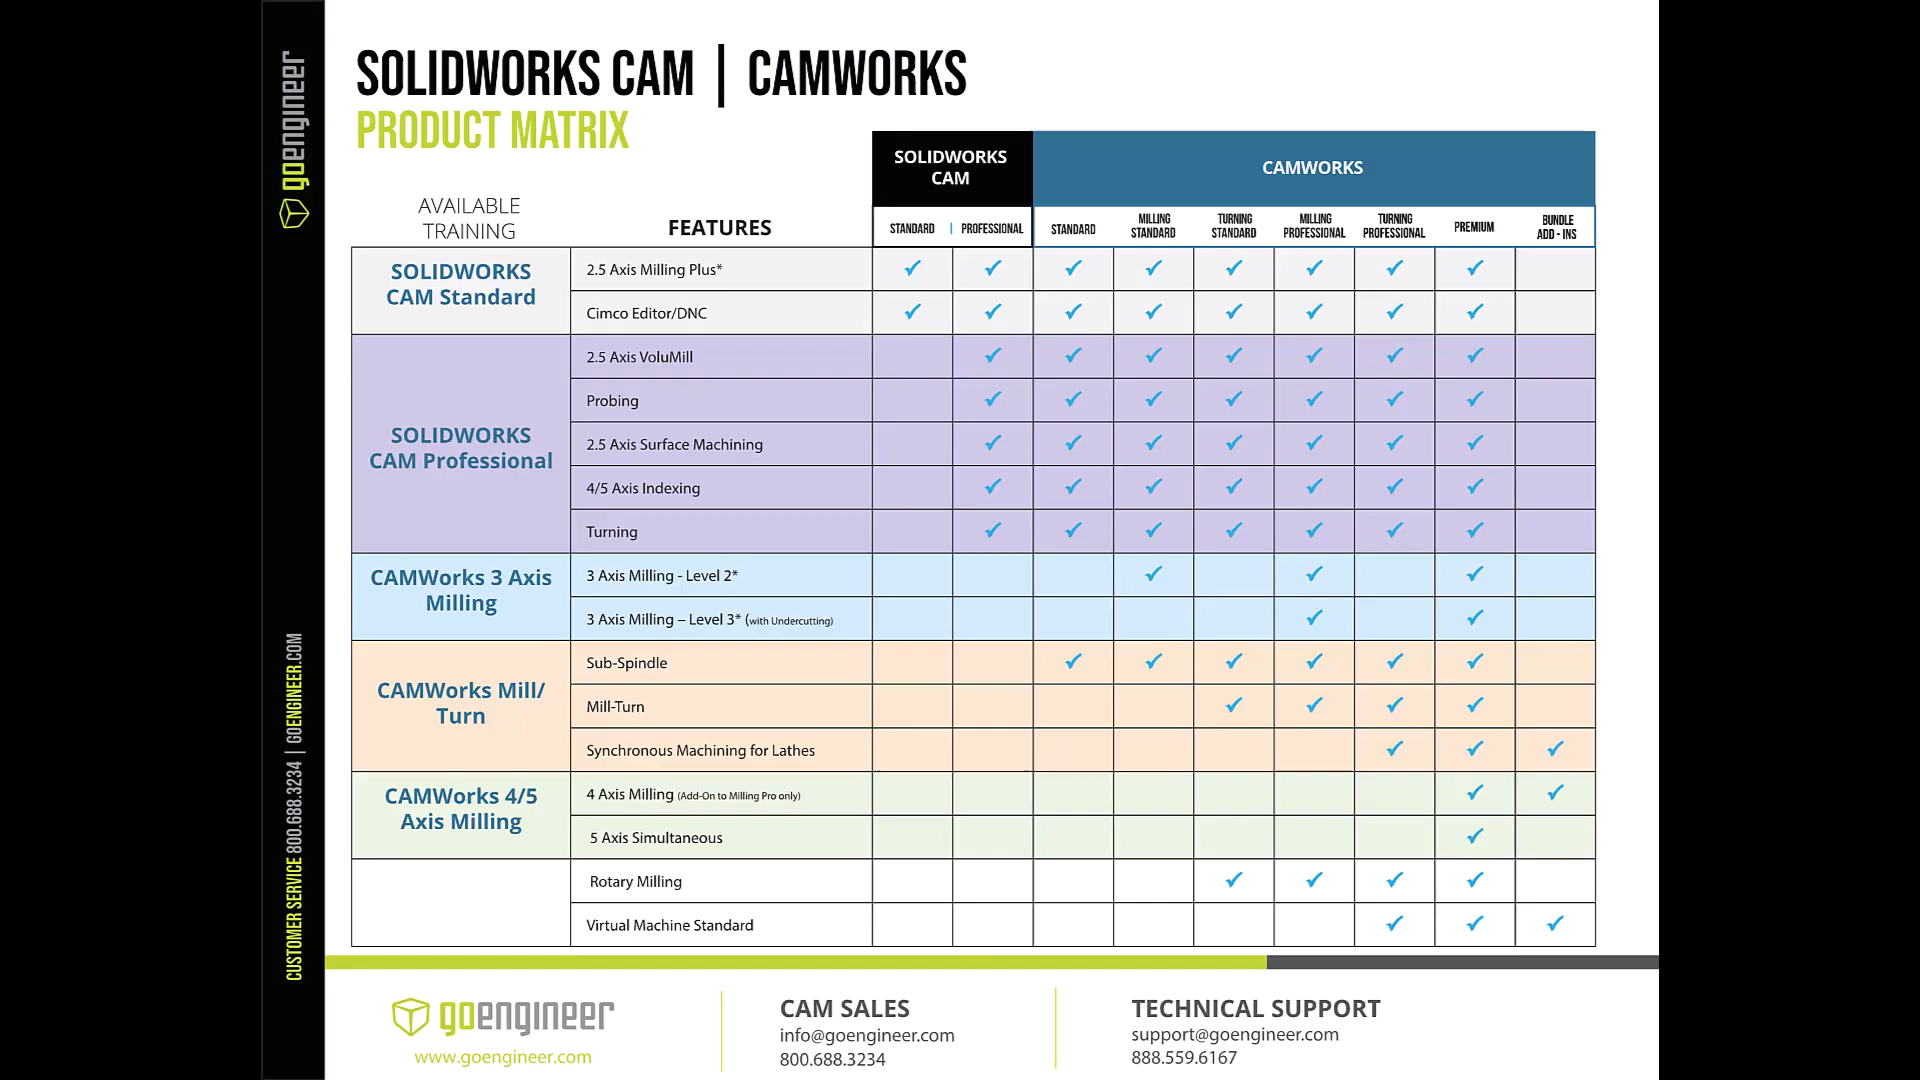 goengineer
CUSTOMER SERVICE 800.688.3234 | GOENGINEER.COM
SOLIDWORKS CAM | CAMWORKS
PRODUCT MATRIX
SOLIDWORKS
CAM
CAMWORKS
AVAILABLE
TRAINING
FEATURES
STANDARD | PROFESSIONAL
STANDARD
MILLING
STANDARD
TURNING
STANDARD
MILLING
PROFESSIONAL
TURNING
PROFESSIONAL
PREMIUM
BUNDLE
ADD - INS
SOLIDWORKS
CAM Standard
2.5 Axis Milling Plus*
✓ ✓ ✓ ✓ ✓ ✓ ✓ ✓
Cimco Editor/DNC
✓ ✓ ✓ ✓ ✓ ✓ ✓ ✓
SOLIDWORKS
CAM Professional
2.5 Axis VoluMill
✓ ✓ ✓ ✓ ✓ ✓ ✓
Probing
✓ ✓ ✓ ✓ ✓ ✓ ✓
2.5 Axis Surface Machining
✓ ✓ ✓ ✓ ✓ ✓ ✓
4/5 Axis Indexing
✓ ✓ ✓ ✓ ✓ ✓ ✓
Turning
✓ ✓ ✓ ✓ ✓ ✓ ✓
CAMWorks 3 Axis
Milling
3 Axis Milling - Level 2*
✓ ✓ ✓
3 Axis Milling – Level 3* (with Undercutting)
✓ ✓
CAMWorks Mill/
Turn
Sub-Spindle
✓ ✓ ✓ ✓ ✓ ✓
Mill-Turn
✓ ✓ ✓ ✓
Synchronous Machining for Lathes
✓ ✓ ✓
CAMWorks 4/5
Axis Milling
4 Axis Milling (Add-On to Milling Pro only)
✓ ✓
5 Axis Simultaneous
✓
Rotary Milling
✓ ✓ ✓ ✓
Virtual Machine Standard
✓ ✓ ✓
goengineer
www.goengineer.com
CAM SALES
info@goengineer.com
800.688.3234
TECHNICAL SUPPORT
support@goengineer.com
888.559.6167